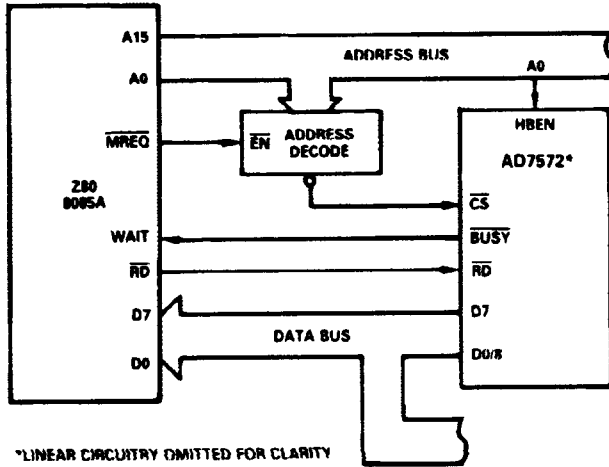 A15
ADDRESS BUS
A0
A0
HBEN
ADDRESS
DECODE
EN
MREQ
AD7572*
Z80
8085A
CS
WAIT
BUSY
RD
RD
D7
D7
DATA BUS
D0
D0/8
*LINEAR CIRCUITRY OMITTED FOR CLARITY